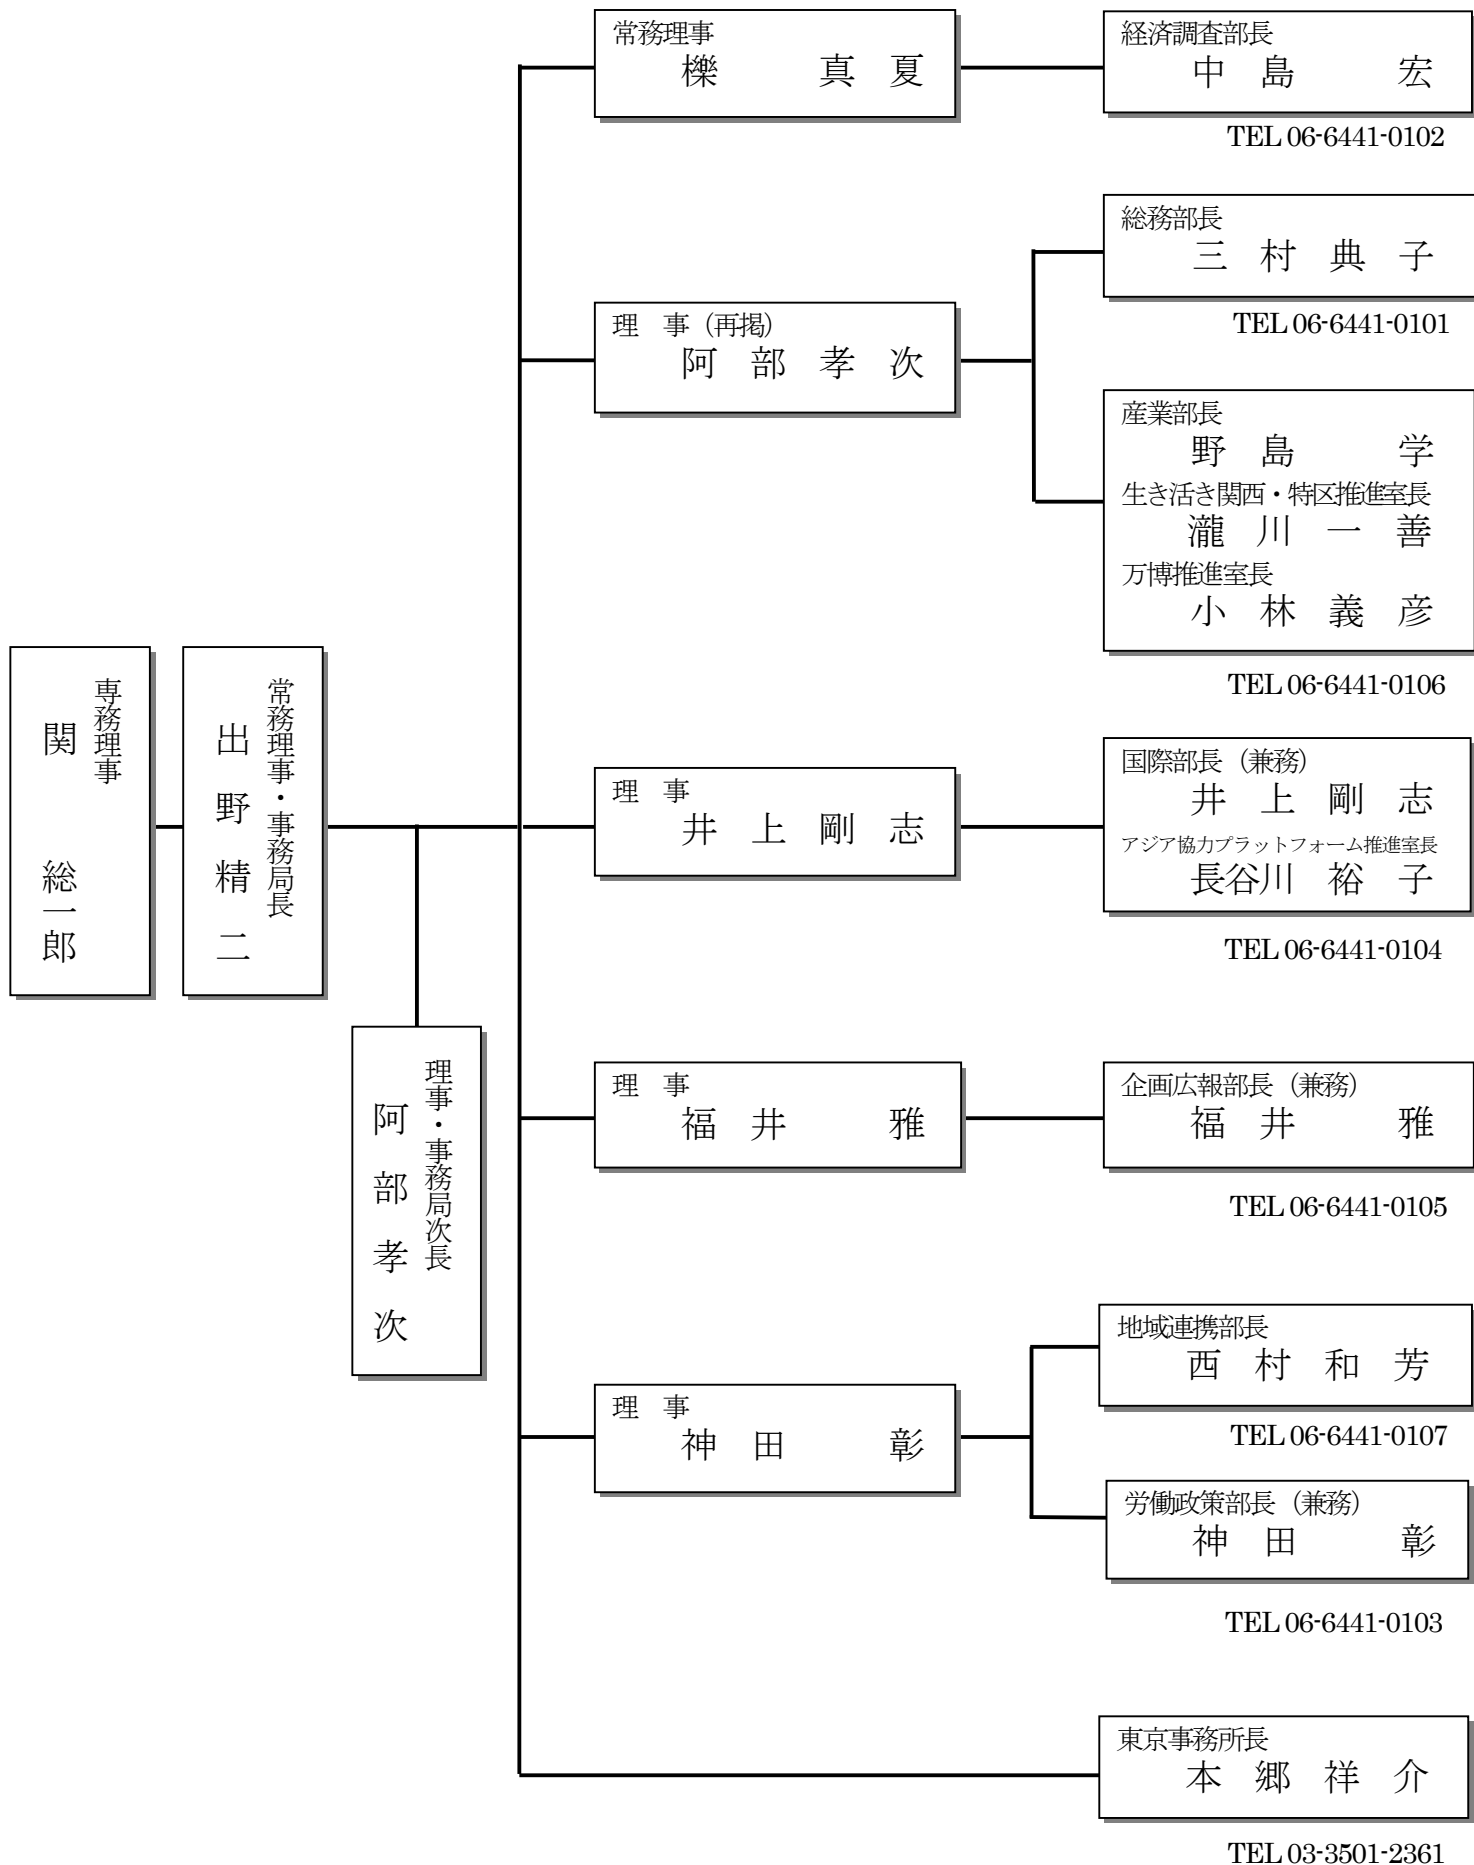 専務理事
関　　総一郎
常務理事・事務局長
出　野　精　二
理事・事務局次長
阿　部　孝　次
常務理事
櫟　　　真　夏
経済調査部長
中　島　　　宏
TEL 06-6441-0102
理　事（再掲）
阿　部　孝　次
総務部長
三　村　典　子
TEL 06-6441-0101
産業部長
野　島　　　学
生き活き関西・特区推進室長
瀧　川　一　善
万博推進室長
小　林　義　彦
TEL 06-6441-0106
理　事
井　上　剛　志
国際部長（兼務）
井　上　剛　志
アジア協力プラットフォーム推進室長
長谷川　裕　子
TEL 06-6441-0104
理　事
福　井　　　雅
企画広報部長（兼務）
福　井　　　雅
TEL 06-6441-0105
理　事
神　田　　　彰
地域連携部長
西　村　和　芳
TEL 06-6441-0107
労働政策部長（兼務）
神　田　　　彰
TEL 06-6441-0103
東京事務所長
本　郷　祥　介
TEL 03-3501-2361